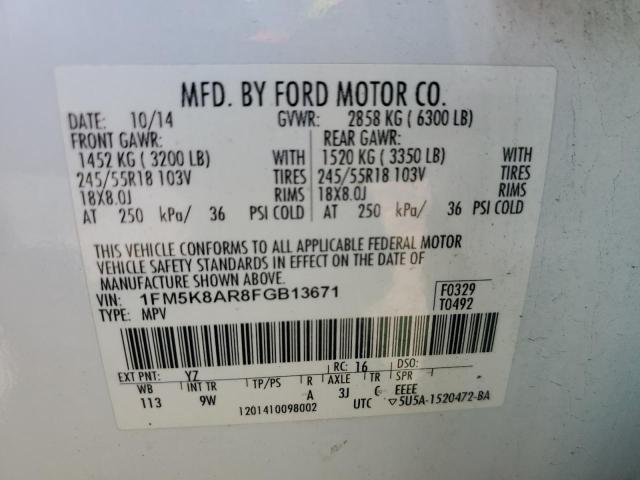 MFD. BY FORD MOTOR CO.
DATE: 10/14 GVWR: 2858 KG ( 6300 LB)
FRONT GAWR: REAR GAWR:
1452 KG ( 3200 LB) WITH 1520 KG ( 3350 LB) WITH
245/55R18 103V TIRES 245/55R18 103V TIRES
18X8.0J RIMS 18X8.0J RIMS
AT 250 kPa/ 36 PSI COLD AT 250 kPa/ 36 PSI COLD
THIS VEHICLE CONFORMS TO ALL APPLICABLE FEDERAL MOTOR
VEHICLE SAFETY STANDARDS IN EFFECT ON THE DATE OF
MANUFACTURE SHOWN ABOVE.
VIN: 1FM5K8AR8FGB13671 F0329
TYPE: MPV T0492
EXT PNT: Y7 RC: 16 DSO:
WB INT TR TP/PS R AXLE TR SPR
113 9W A 3J C EEEE
1201410098002 UTC ▽5U5A-1520472-BA